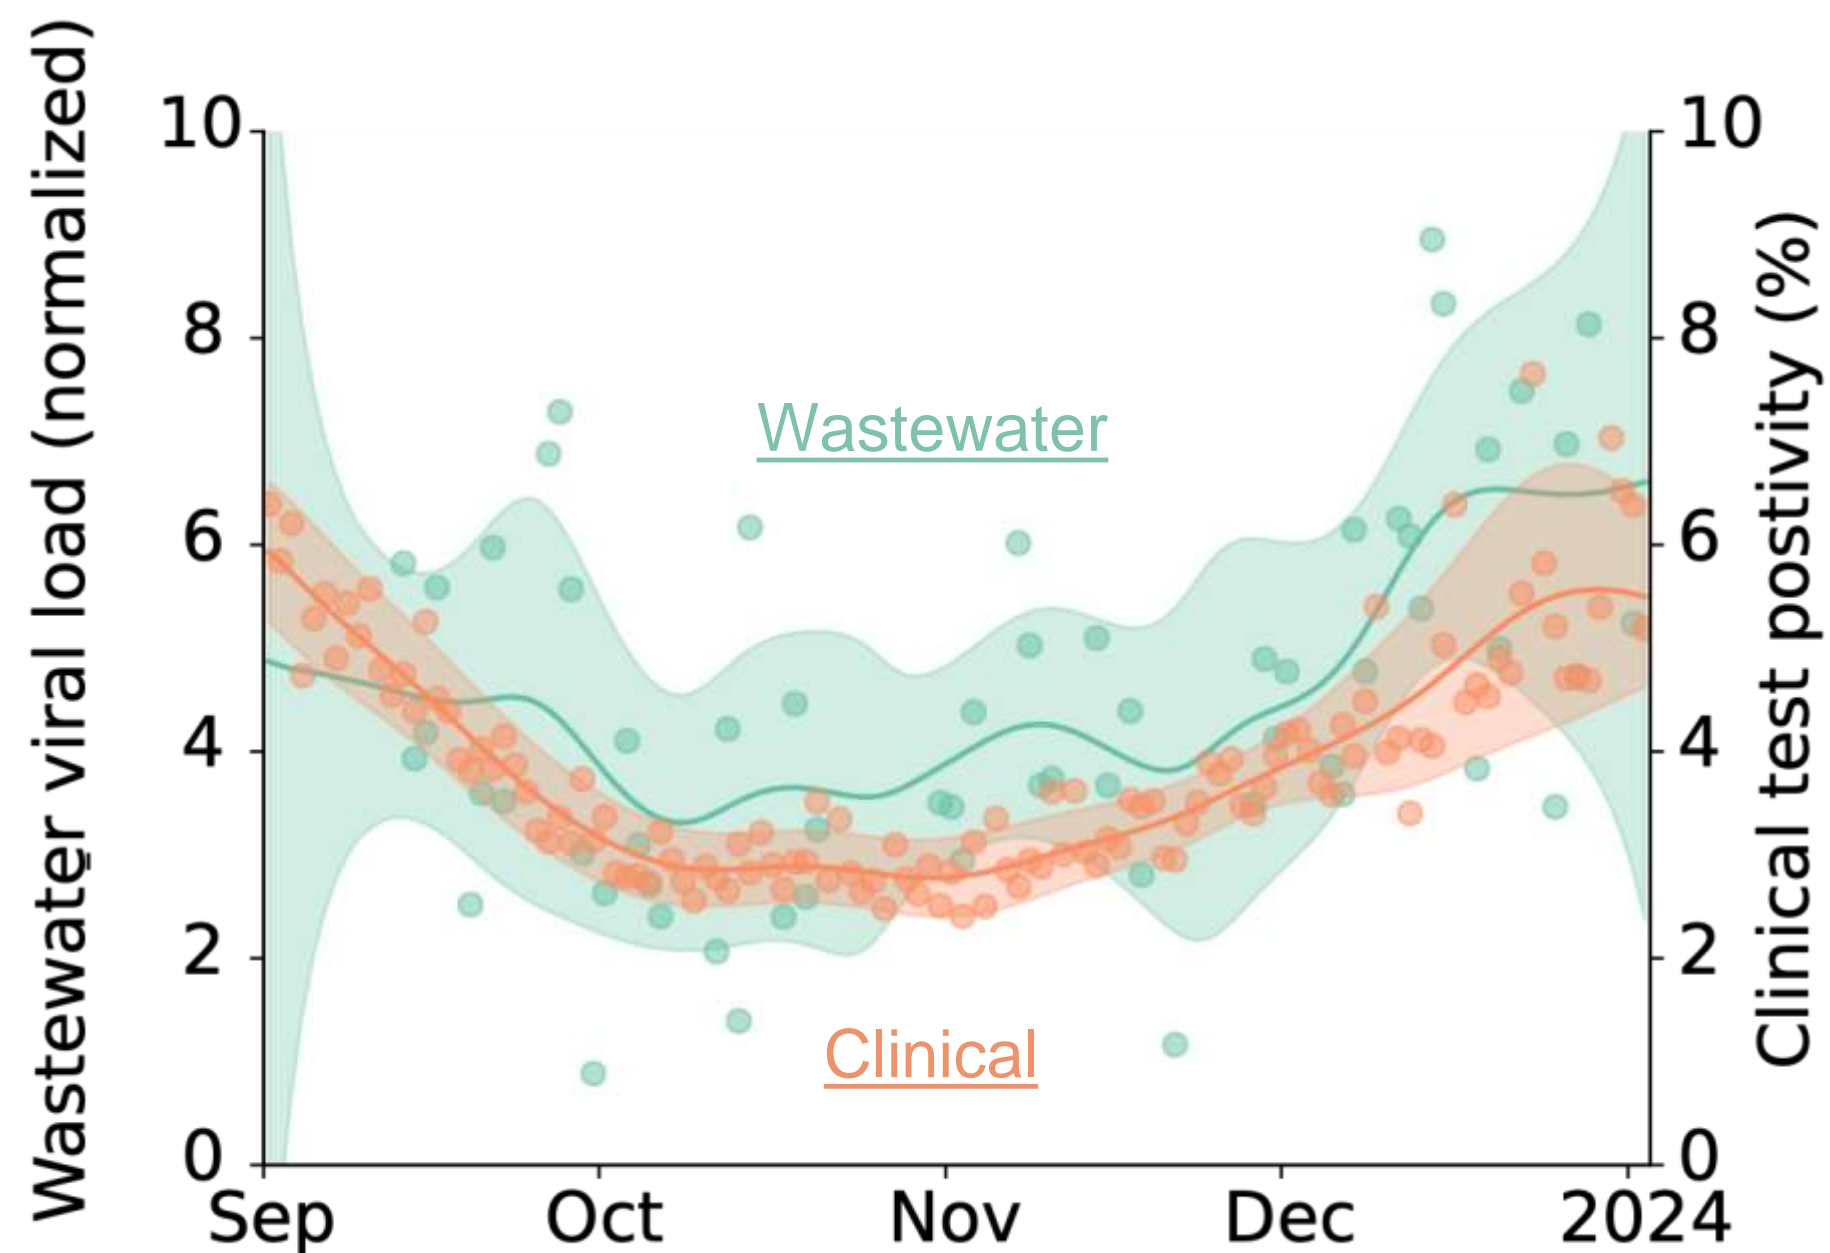 Wastewater viral load (normalized)
10
8
6
4
2
0
Wastewater
Clinical
10
8
6
4
2
0
Clinical test postivity (%)
Sep
Oct
Nov
Dec
2024